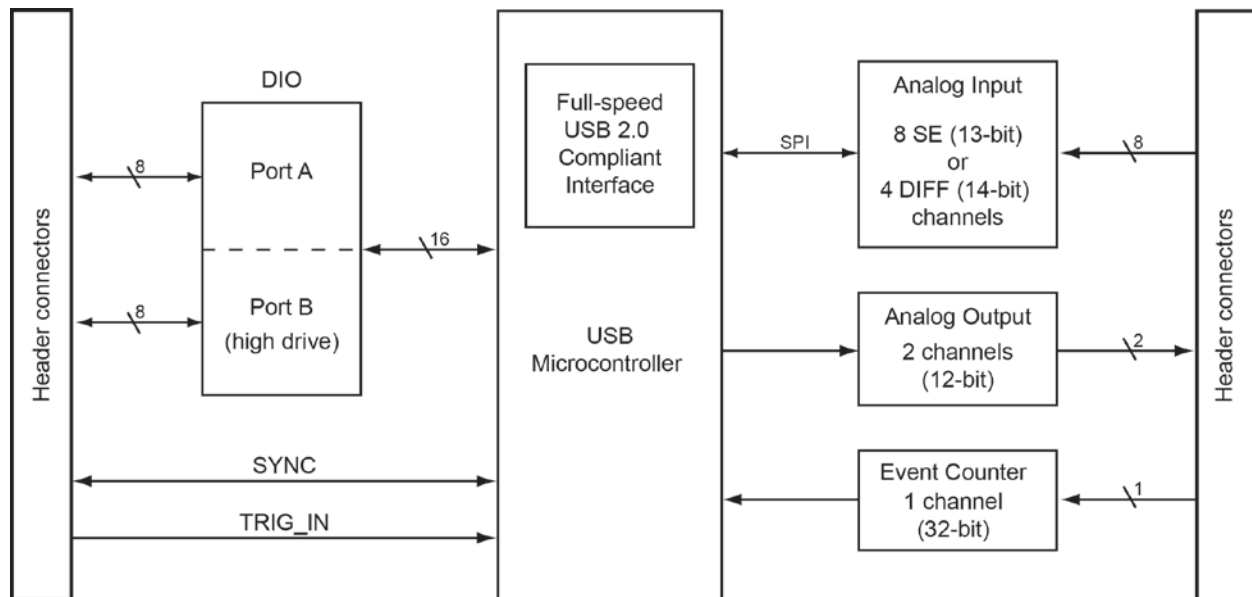 Header connectors
DIO
8
Port A
16
8
Port B
(high drive)
SYNC
TRIG_IN
Full-speed
USB 2.0
Compliant
Interface
USB
Microcontroller
SPI
Analog Input
8 SE (13-bit)
or
4 DIFF (14-bit)
channels
8
Analog Output
2 channels
(12-bit)
2
Event Counter
1 channel
(32-bit)
1
Header connectors